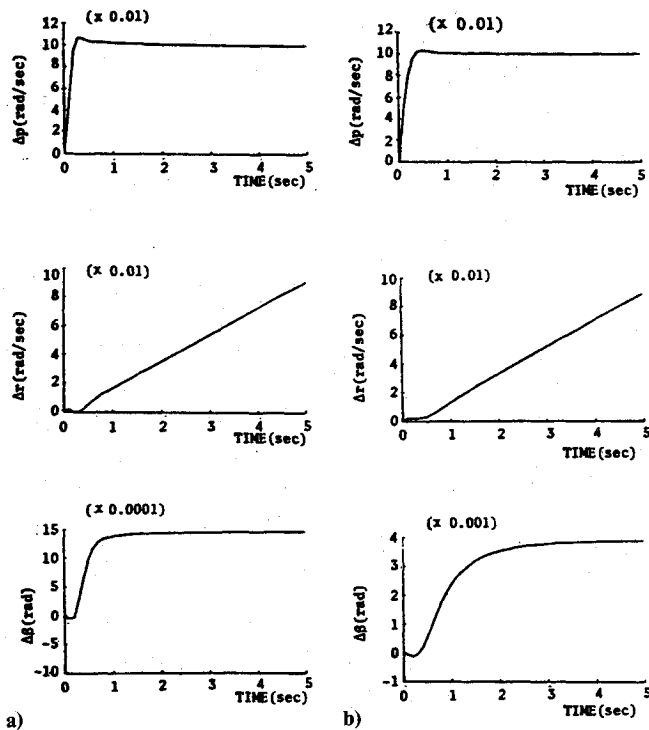 (x 0.01)
12
10
8
6
4
2
0
Δp(rad/sec)
0 1 2 3 4 5
TIME(sec)
(x 0.01)
12
10
8
6
4
2
0
Δp(rad/sec)
0 1 2 3 4 5
TIME(sec)
(x 0.01)
10
8
6
4
2
0
Δr(rad/sec)
0 1 2 3 4 5
TIME(sec)
(x 0.01)
10
8
6
4
2
0
Δr(rad/sec)
0 1 2 3 4 5
TIME(sec)
(x 0.0001)
15
10
5
0
-5
-10
Δβ(rad)
0 1 2 3 4 5
TIME(sec)
a)
(x 0.001)
4
3
2
1
0
-1
Δβ(rad)
0 1 2 3 4 5
TIME(sec)
b)